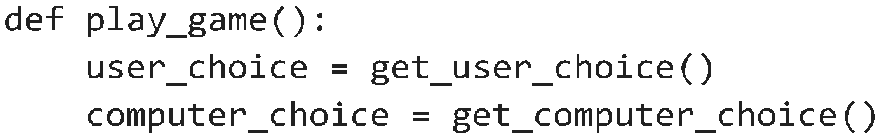 def play_game():
    user_choice = get_user_choice()
    computer_choice = get_computer_choice()